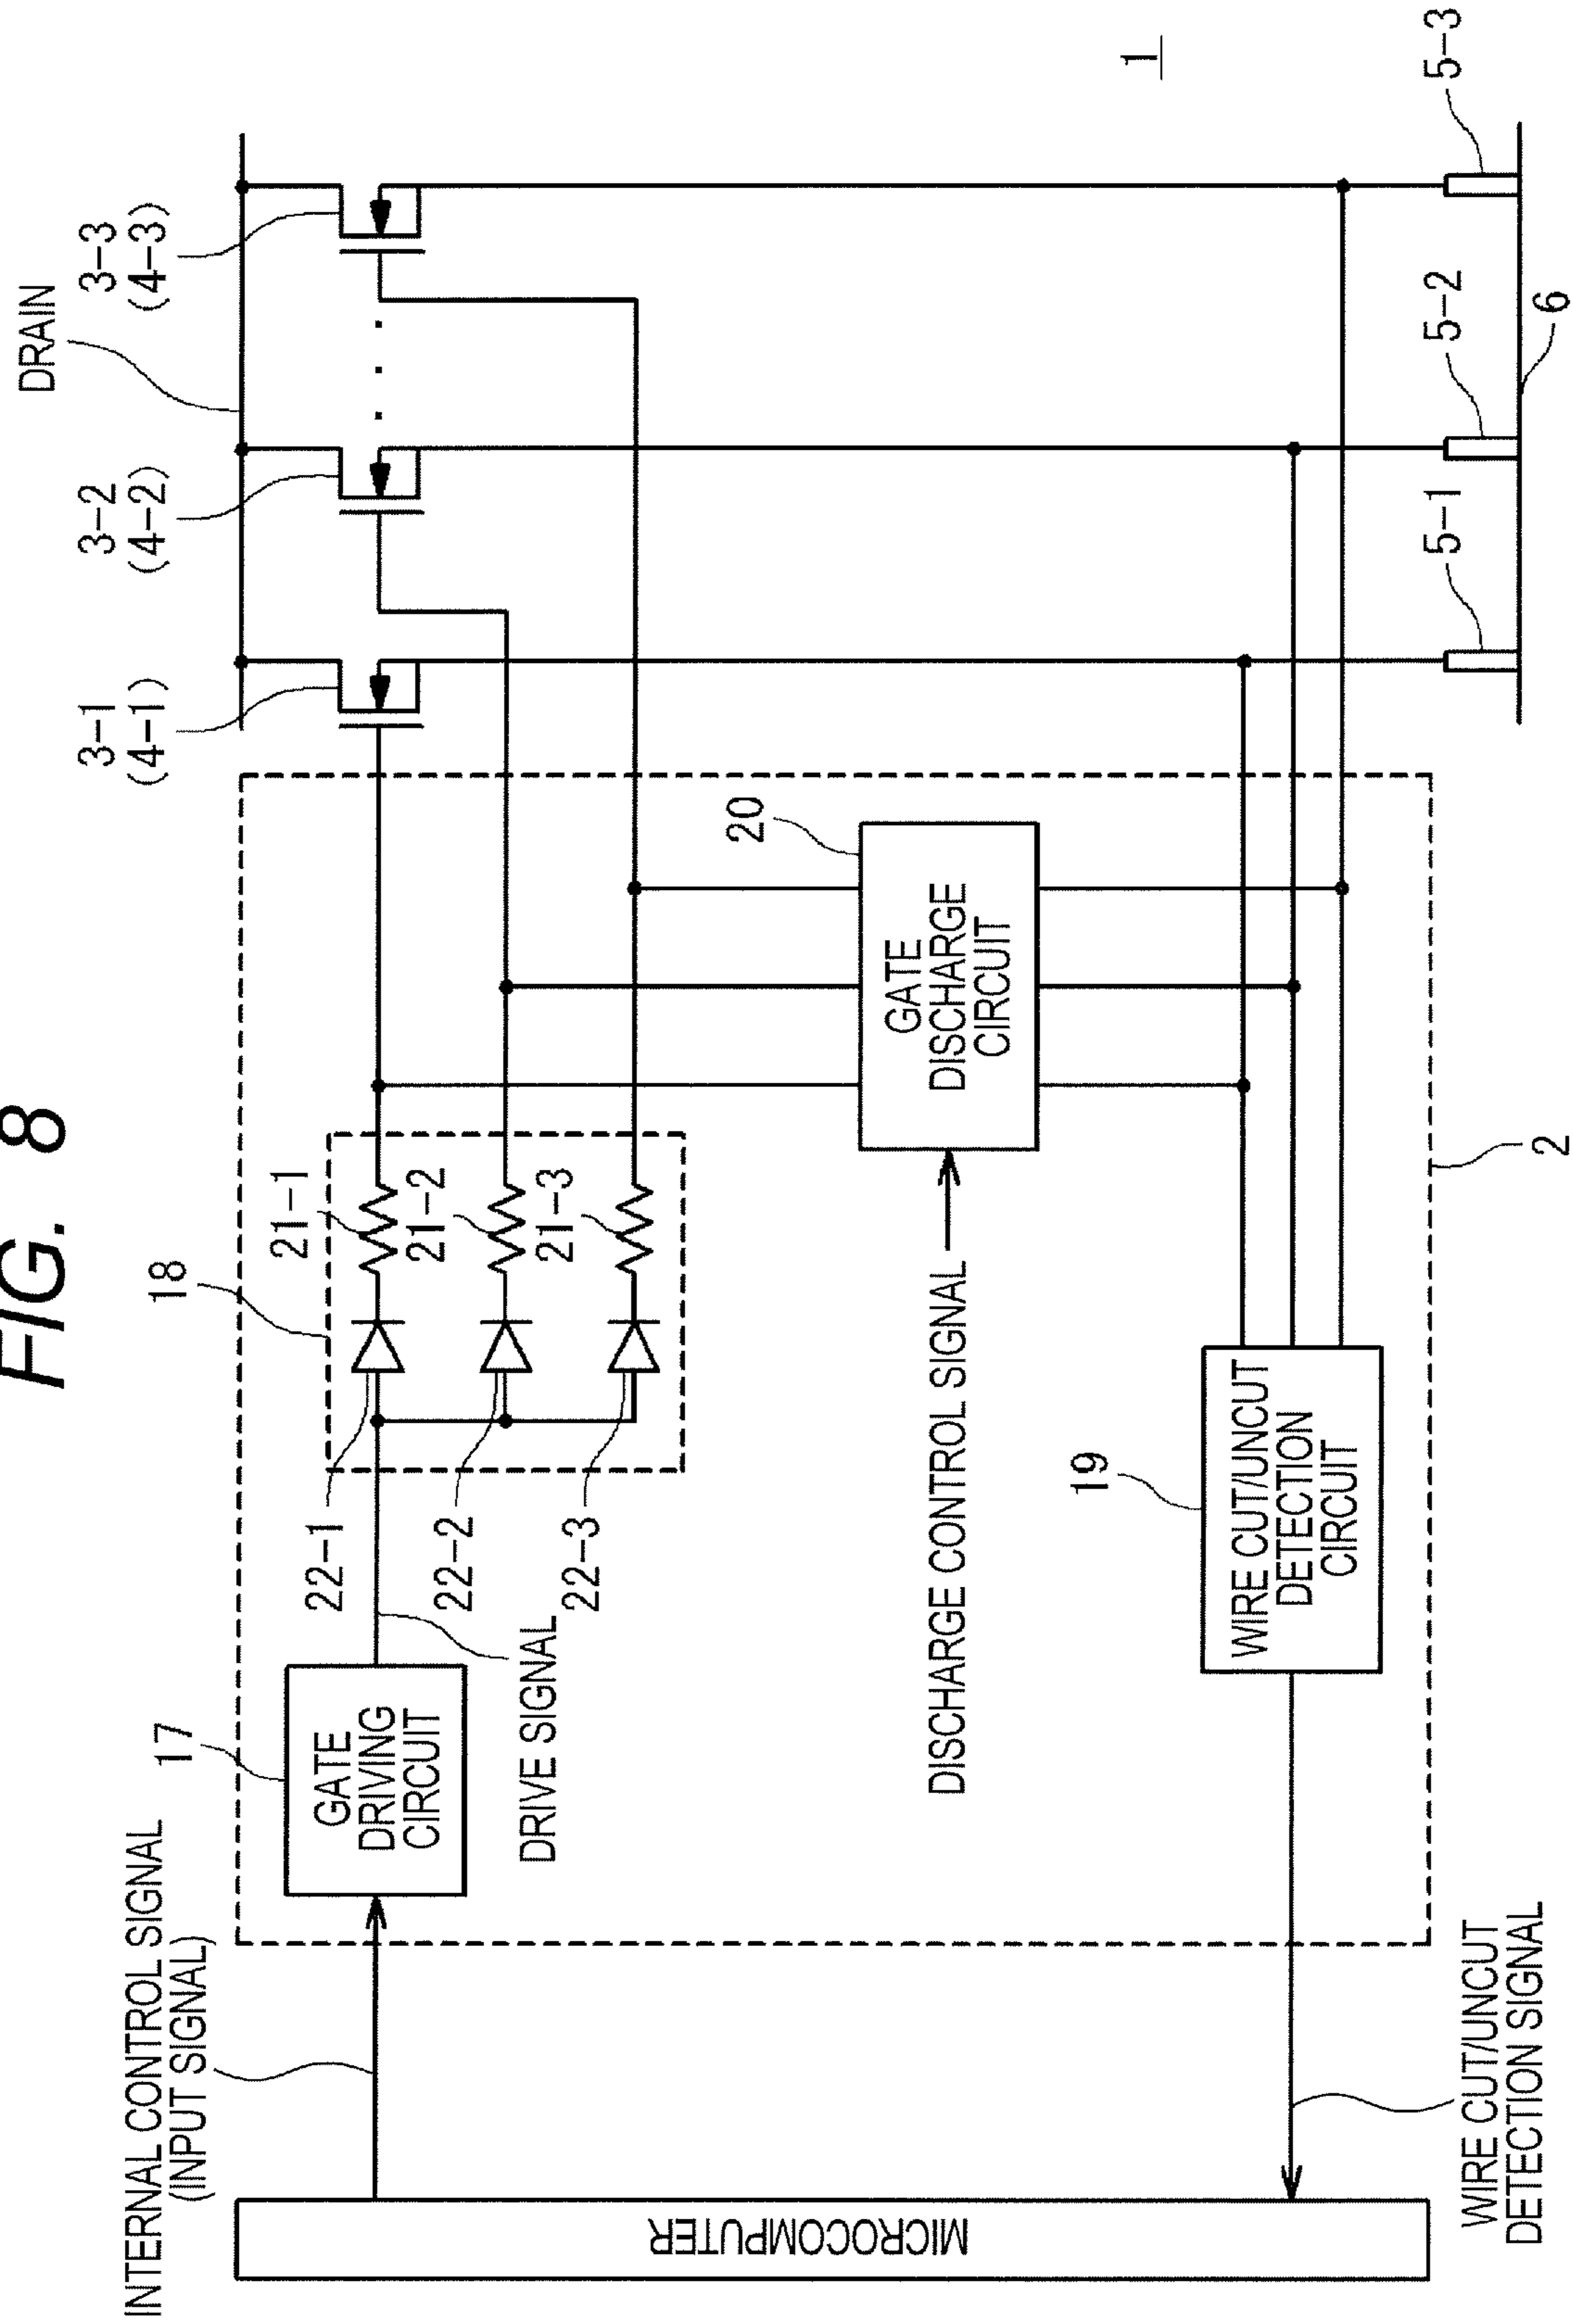 FIG. 8
INTERNAL CONTROL SIGNAL
(INPUT SIGNAL)
17
GATE
DRIVING
CIRCUIT
DRIVE SIGNAL
18
22-1
22-2
22-3
21-1
21-2
21-3
DRAIN
3-1
(4-1)
3-2
(4-2)
3-3
(4-3)
1
20
GATE
DISCHARGE
CIRCUIT
DISCHARGE CONTROL SIGNAL
19
WIRE CUT/UNCUT
DETECTION
CIRCUIT
MICROCOMPUTER
WIRE CUT/UNCUT
DETECTION SIGNAL
2
5-1
5-2
5-3
6